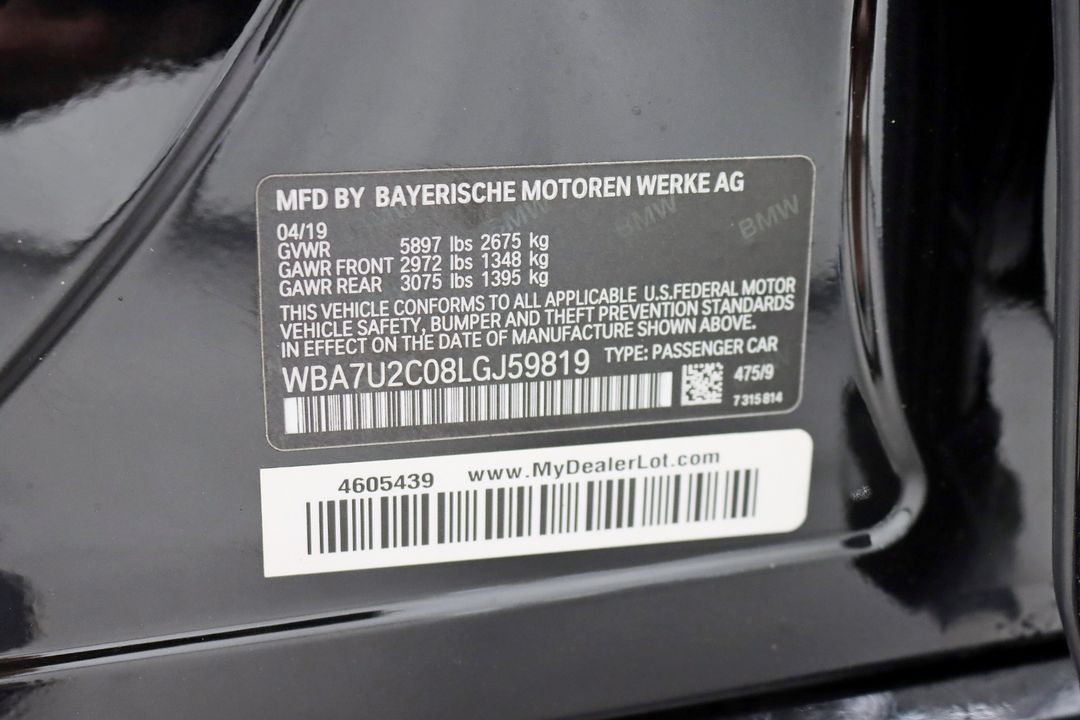 MFD BY BAYERISCHE MOTOREN WERKE AG
04/19
GVWR 5897 lbs 2675 kg
GAWR FRONT 2972 lbs 1348 kg
GAWR REAR 3075 lbs 1395 kg
THIS VEHICLE CONFORMS TO ALL APPLICABLE U.S.FEDERAL MOTOR
VEHICLE SAFETY, BUMPER AND THEFT PREVENTION STANDARDS
IN EFFECT ON THE DATE OF MANUFACTURE SHOWN ABOVE.
WBA7U2C08LGJ59819 TYPE: PASSENGER CAR
475/9
7315814
BMW BMW BMW
4605439 www.MyDealerLot.com